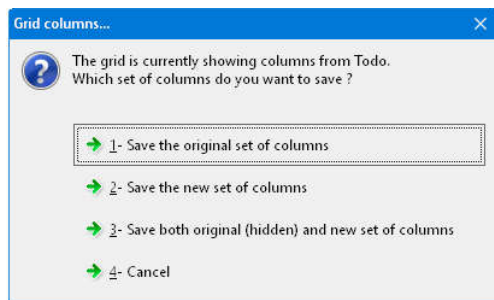 Grid columns...
The grid is currently showing columns from Todo.
Which set of columns do you want to save ?
1- Save the original set of columns
2- Save the new set of columns
3- Save both original (hidden) and new set of columns
4- Cancel